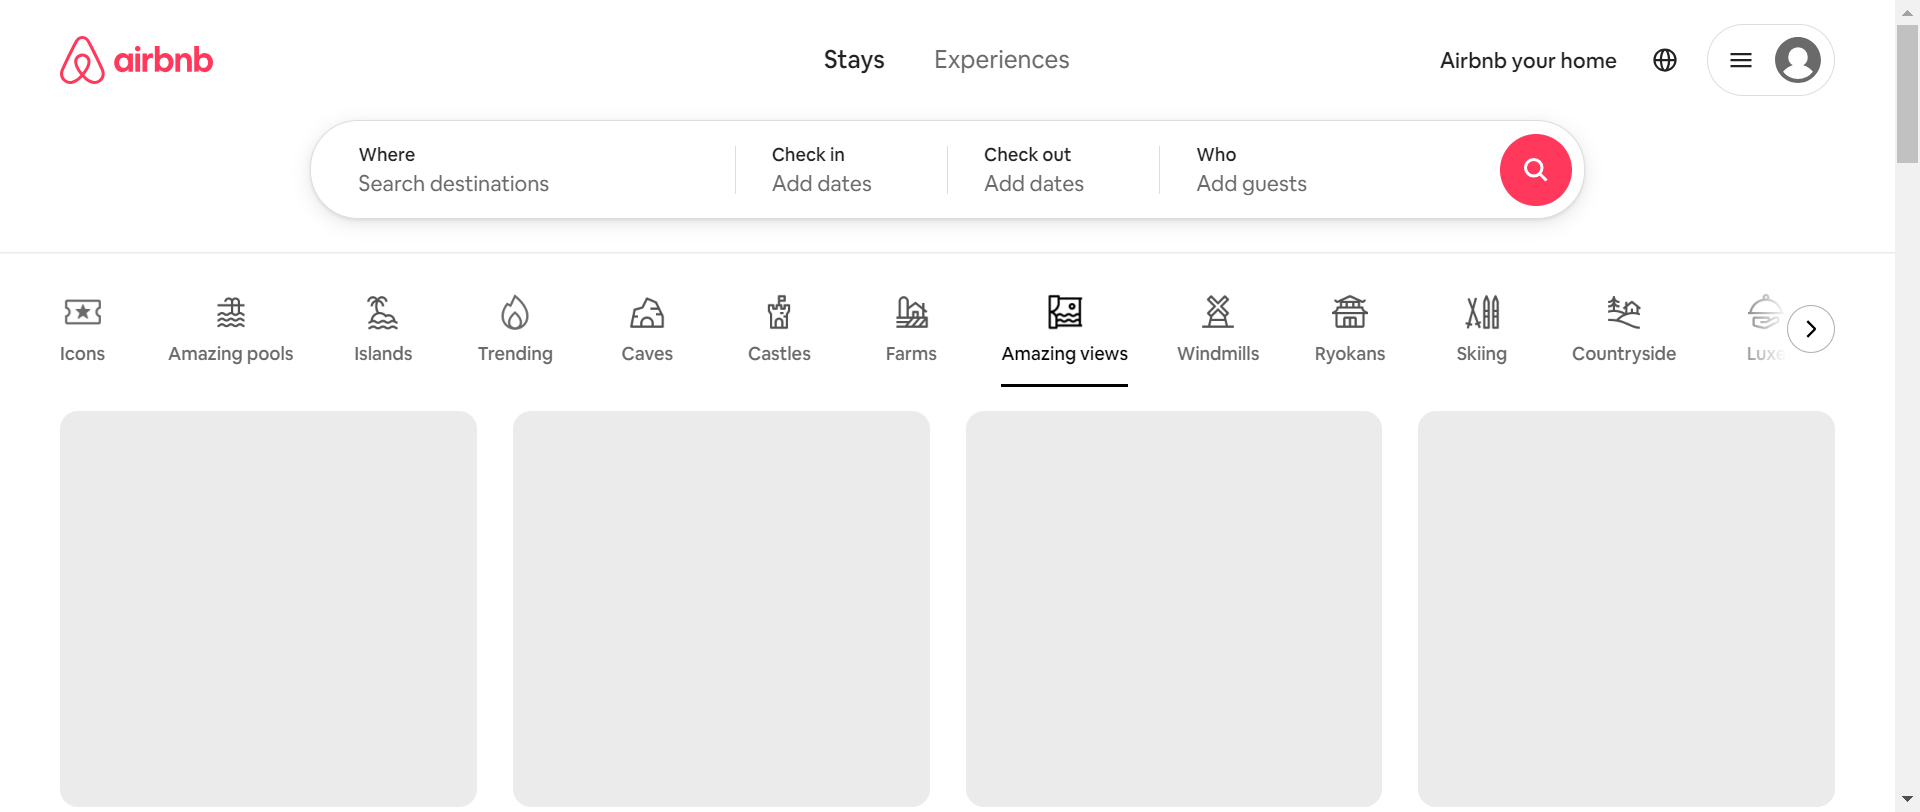 airbnb
Stays
Experiences
Airbnb your home
Where
Search destinations
Check in
Add dates
Check out
Add dates
Who
Add guests
Icons
Amazing pools
Islands
Trending
Caves
Castles
Farms
Amazing views
Windmills
Ryokans
Skiing
Countryside
Luxe